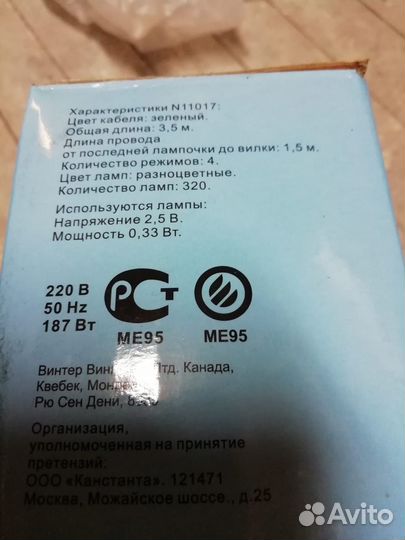 Характеристики N11017:
Цвет кабеля: зеленый.
Общая длина: 3,5 м.
Длина провода
от последней лампочки до вилки: 1,5 м.
Количество режимов: 4.
Цвет ламп: разноцветные.
Количество ламп: 320.
Используются лампы:
Напряжение 2,5 В.
Мощность 0,33 Вт.
220 В
50 Hz
187 Вт
РСТ
МЕ95
МЕ95
Винтер Лтд. Канада,
Квебек,
Рю Сен Дени,
Организация,
уполномоченная на принятие
претензий:
ООО «Канстанта». 121471
Москва, Можайское шоссе., д.25
Avito